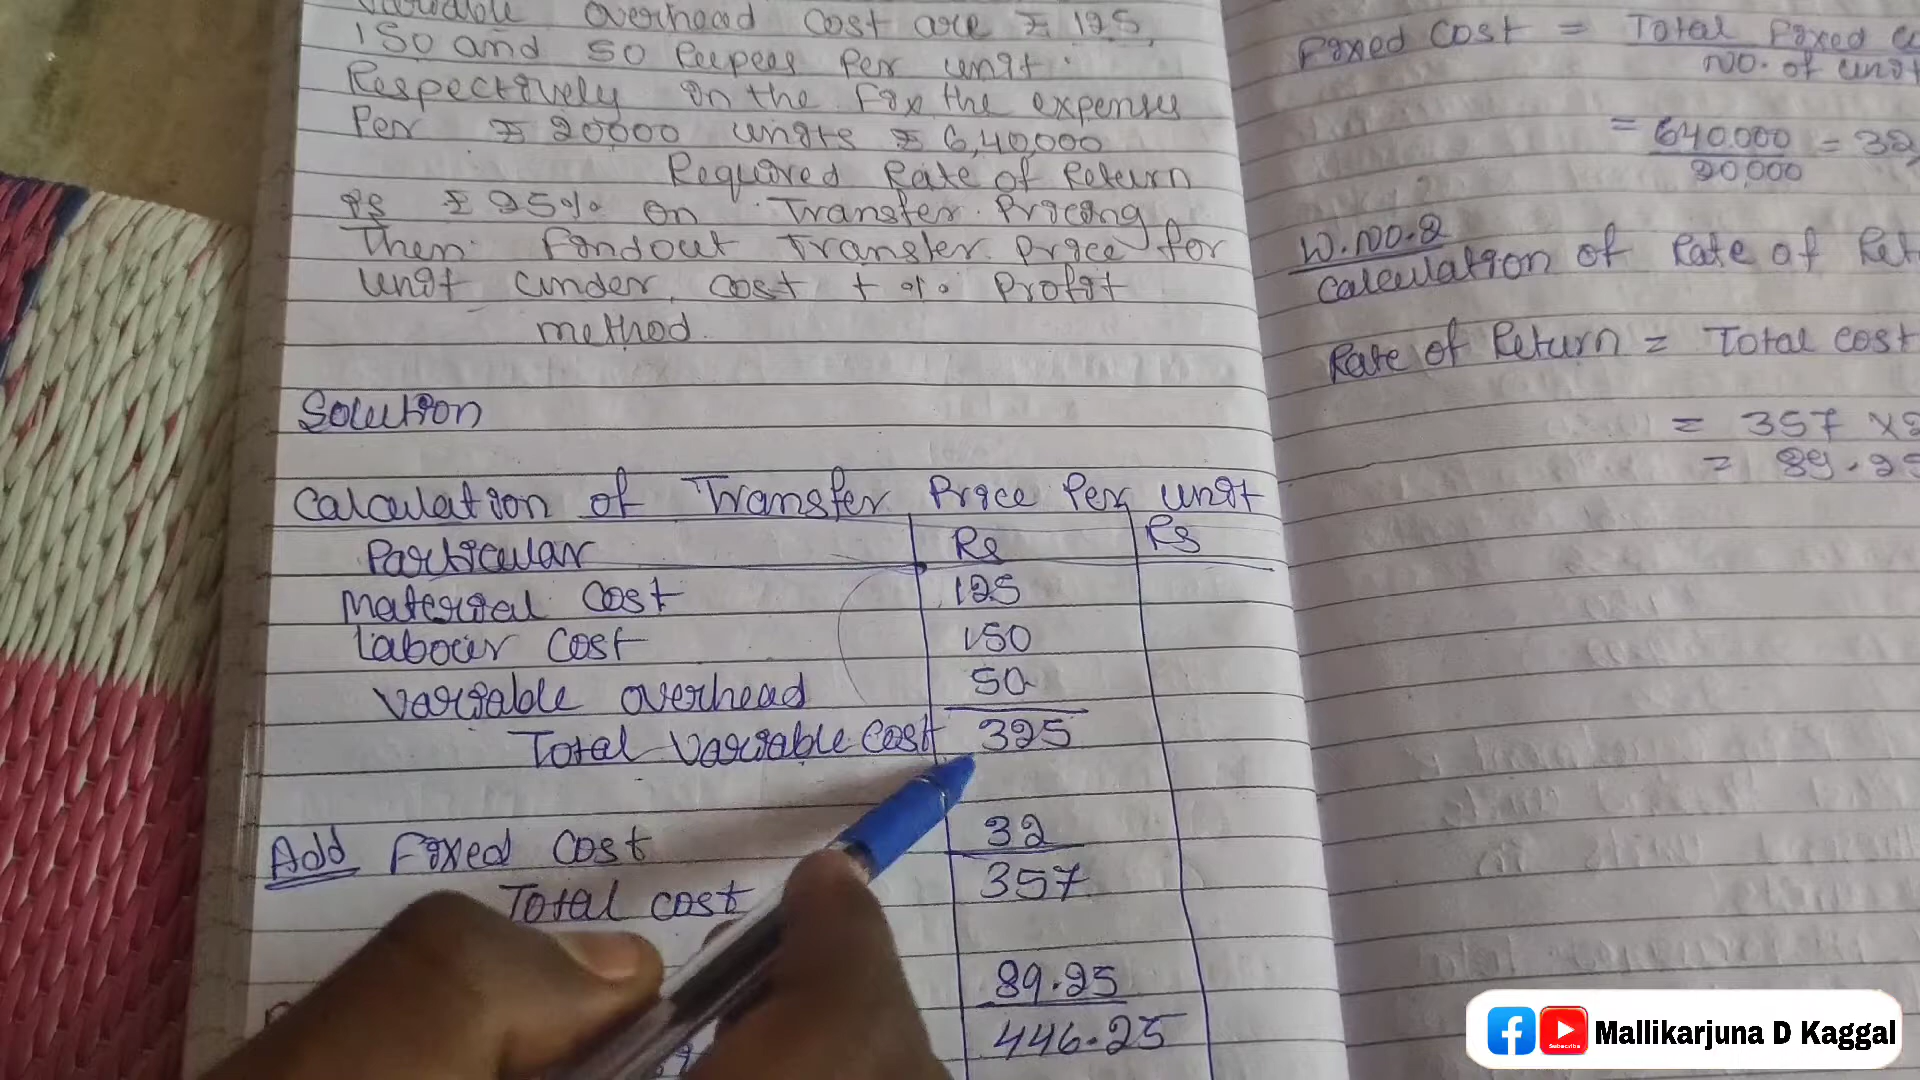 Variable overhead cost are ₹ 125,
150 and 50 Reepees Per unit.
Respectively on the Fix the expenses
Per ₹ 20000 units ₹ 6,40,000
Required Rate of Return
is ₹ 25% on Transfer Pricing
Then Findout Transfer Price for
unit under cost + % Profit
method.
Solution
Calculation of Transfer Price Per unit
Particular Rs Rs
Material Cost 125
Labour Cost 150
Variable overhead 50
Total Variable Cost 325
Add Fixed Cost 32
Total cost 357
89.25
446.25
Fixed Cost = Total Fixed
No. of unit
= 640.000 = 32
20,000
W.No.2
Calculation of Rate of Ret
Rate of Return = Total cost
= 357 ×2
= 89.25
Mallikarjuna D Kaggal